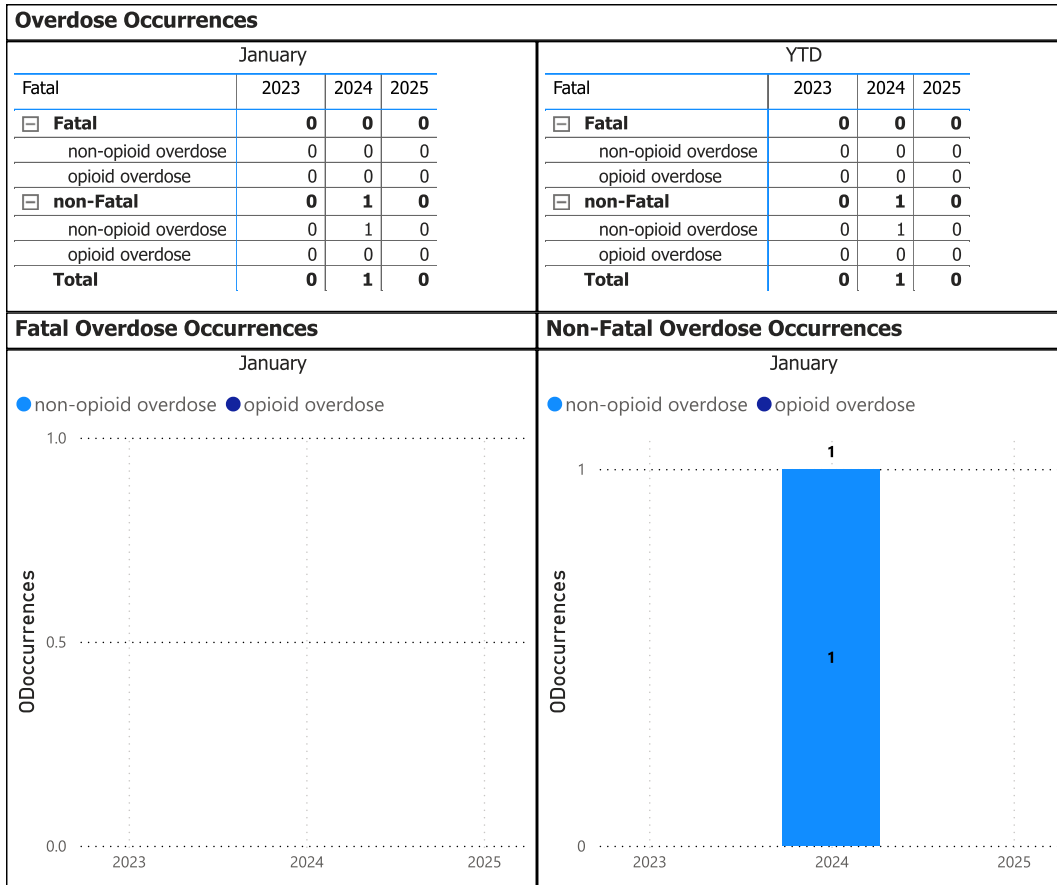 Overdose Occurrences
January
Fatal 2023 2024 2025
Fatal 0 0 0
non-opioid overdose 0 0 0
opioid overdose 0 0 0
non-Fatal 0 1 0
non-opioid overdose 0 1 0
opioid overdose 0 0 0
Total 0 1 0
YTD
Fatal 2023 2024 2025
Fatal 0 0 0
non-opioid overdose 0 0 0
opioid overdose 0 0 0
non-Fatal 0 1 0
non-opioid overdose 0 1 0
opioid overdose 0 0 0
Total 0 1 0
Fatal Overdose Occurrences
January
non-opioid overdose opioid overdose
1.0
0.5
0.0
ODoccurrences
2023 2024 2025
Non-Fatal Overdose Occurrences
January
non-opioid overdose opioid overdose
1
1
1
0
ODoccurrences
2023 2024 2025